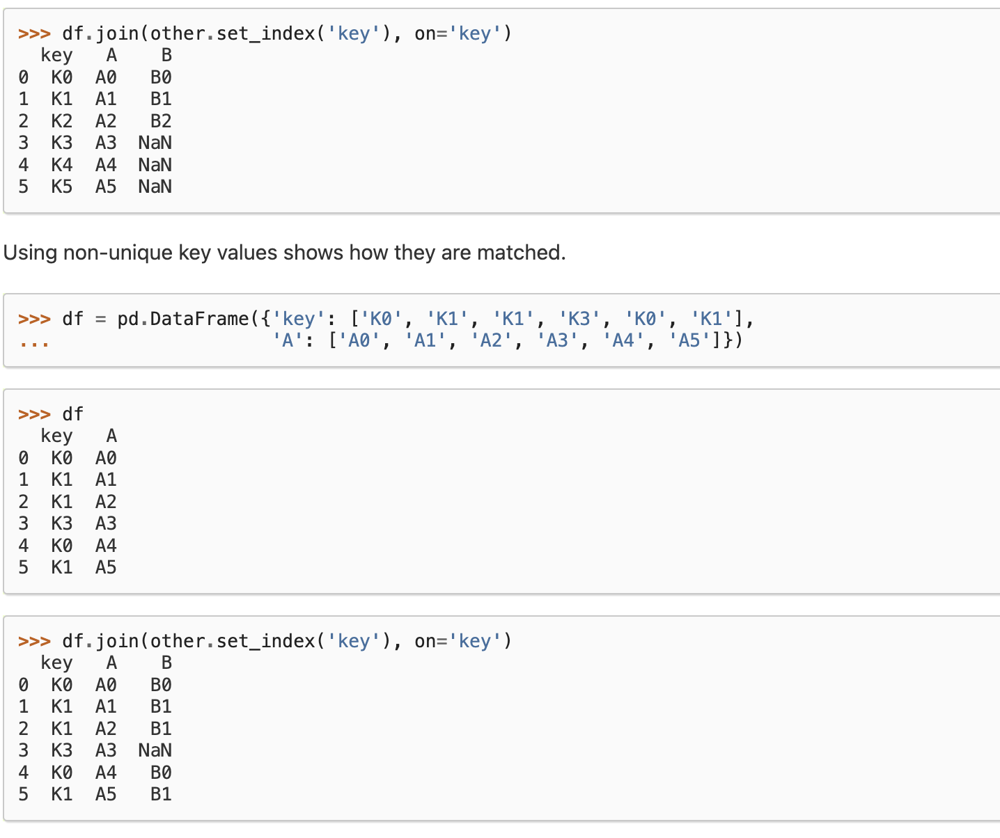 >>> df.join(other.set_index('key'), on='key')
  key   A    B
0  K0  A0   B0
1  K1  A1   B1
2  K2  A2   B2
3  K3  A3  NaN
4  K4  A4  NaN
5  K5  A5  NaN
Using non-unique key values shows how they are matched.
>>> df = pd.DataFrame({'key': ['K0', 'K1', 'K1', 'K3', 'K0', 'K1'],
...                    'A': ['A0', 'A1', 'A2', 'A3', 'A4', 'A5']})
>>> df
  key   A
0  K0  A0
1  K1  A1
2  K1  A2
3  K3  A3
4  K0  A4
5  K1  A5
>>> df.join(other.set_index('key'), on='key')
  key   A    B
0  K0  A0   B0
1  K1  A1   B1
2  K1  A2   B1
3  K3  A3  NaN
4  K0  A4   B0
5  K1  A5   B1